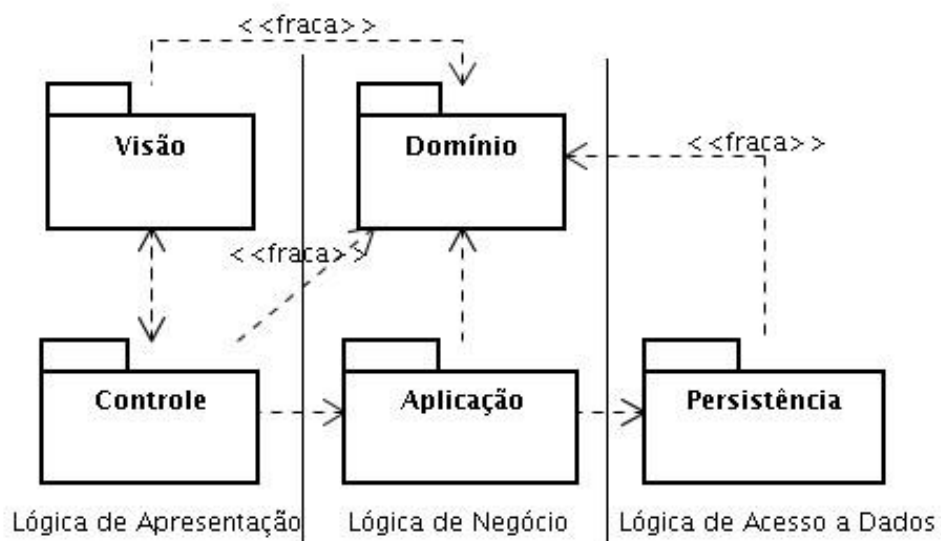 <<fraca>>
Visão
Domínio
<<fraca>>
<<fraca>>
Controle
Aplicação
Persistência
Lógica de Apresentação
Lógica de Negócio
Lógica de Acesso a Dados